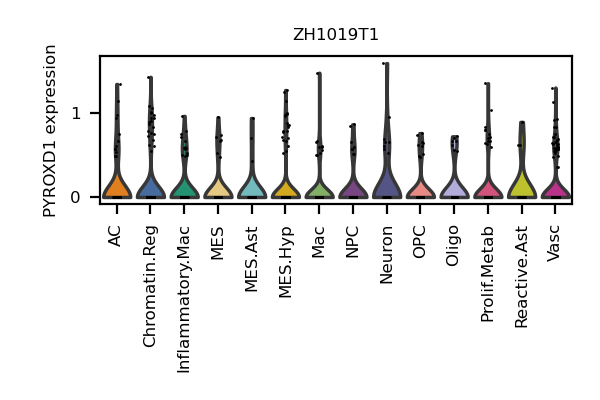 ZH1019T1
PYROXD1 expression
1
0
AC
Chromatin.Reg
Inflammatory.Mac
MES
MES.Ast
MES.Hyp
Mac
NPC
Neuron
OPC
Oligo
Prolif.Metab
Reactive.Ast
Vasc